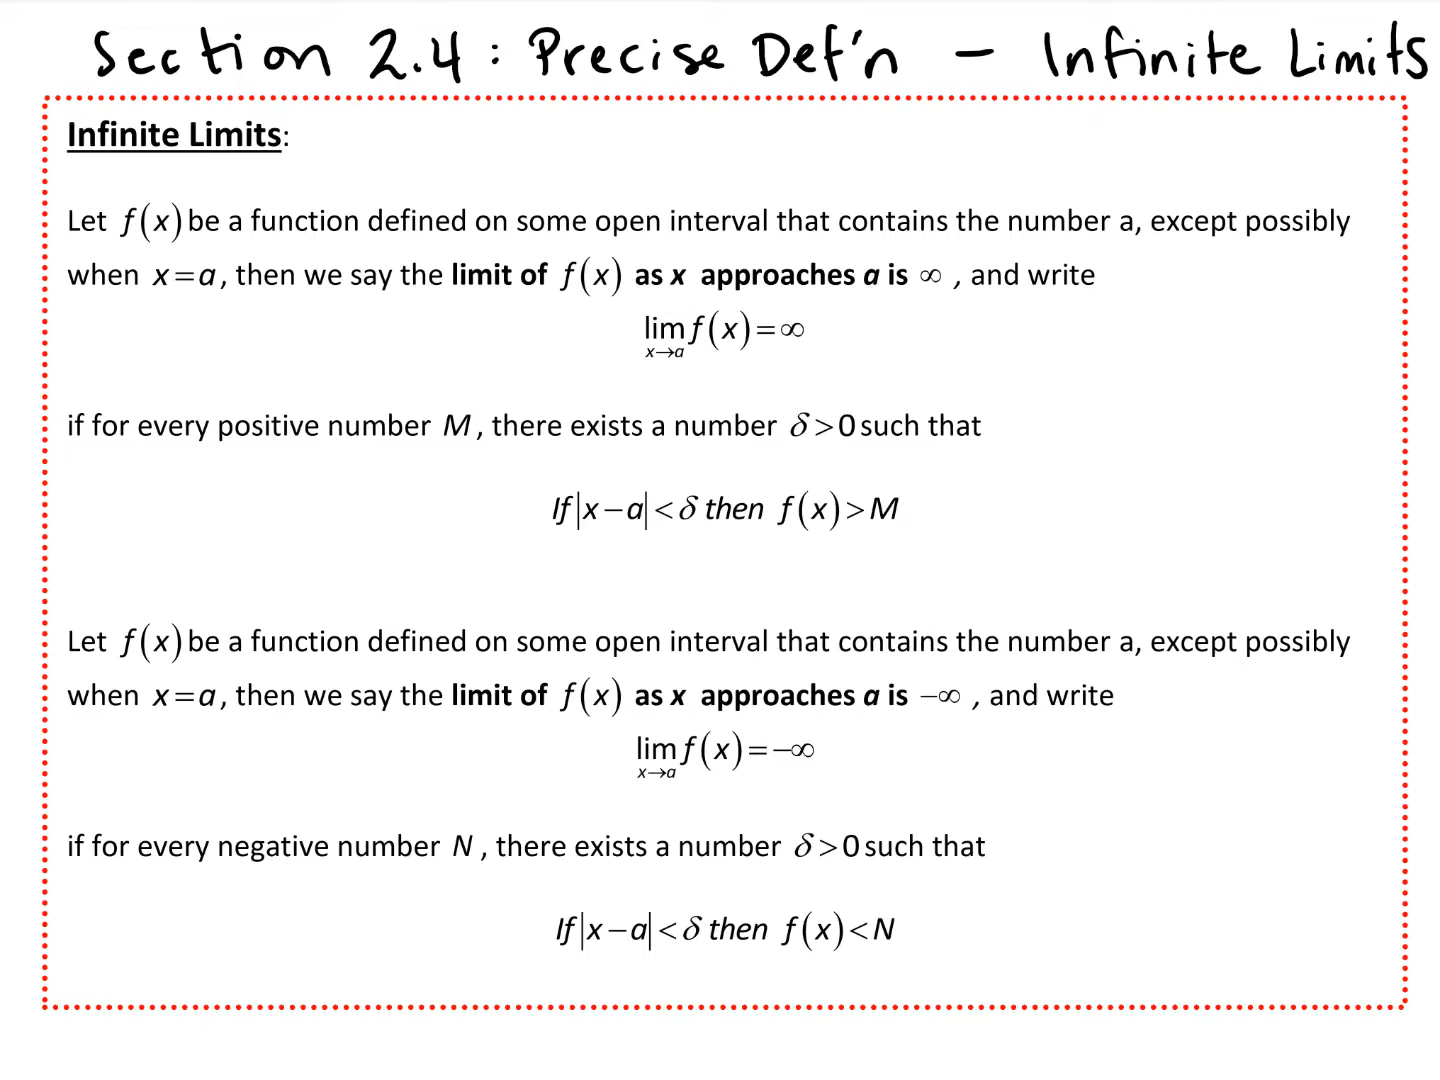 Section 2.4 : Precise Def'n – Infinite Limits
Infinite Limits:
Let f(x) be a function defined on some open interval that contains the number a, except possibly
when x=a, then we say the limit of f(x) as x approaches a is ∞ , and write
lim f(x)=∞
x→a
if for every positive number M, there exists a number δ>0 such that
If |x−a|<δ then f(x)>M
Let f(x) be a function defined on some open interval that contains the number a, except possibly
when x=a, then we say the limit of f(x) as x approaches a is −∞ , and write
lim f(x)=−∞
x→a
if for every negative number N, there exists a number δ>0 such that
If |x−a|<δ then f(x)<N